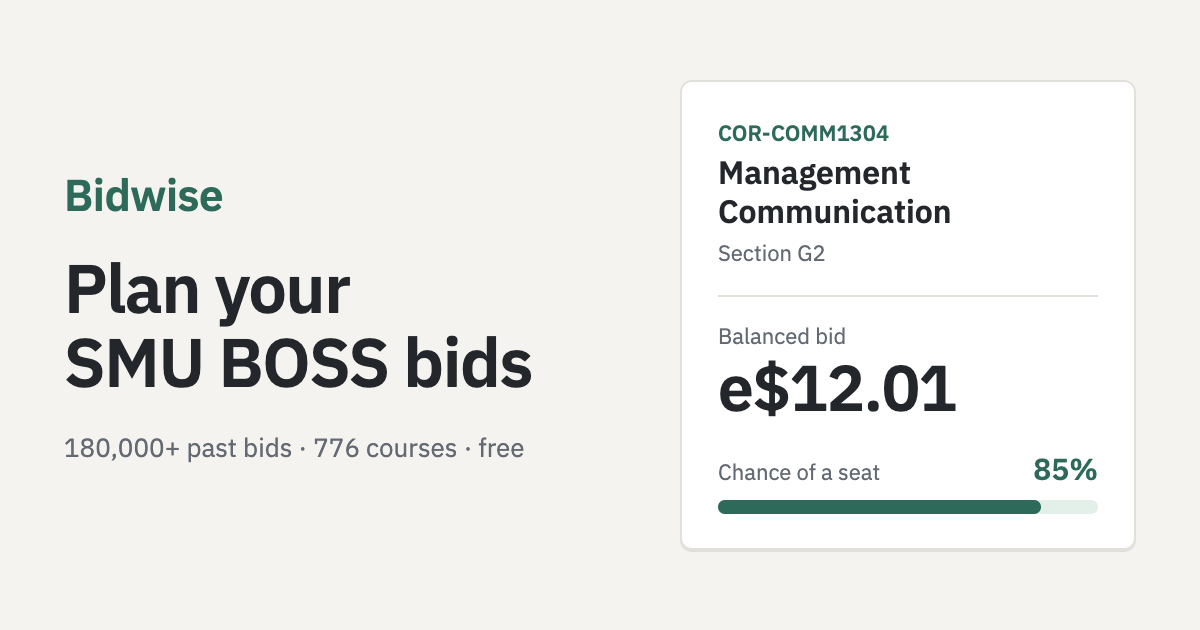 Bidwise
Plan your
SMU BOSS bids
180,000+ past bids · 776 courses · free
COR-COMM1304
Management
Communication
Section G2
Balanced bid
e$12.01
Chance of a seat 85%